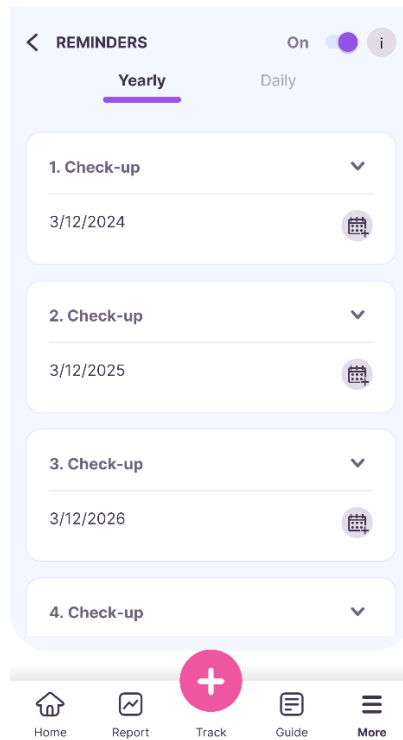 REMINDERS
On
i
Yearly
Daily
1. Check-up
3/12/2024
2. Check-up
3/12/2025
3. Check-up
3/12/2026
4. Check-up
Home
Report
Track
Guide
More